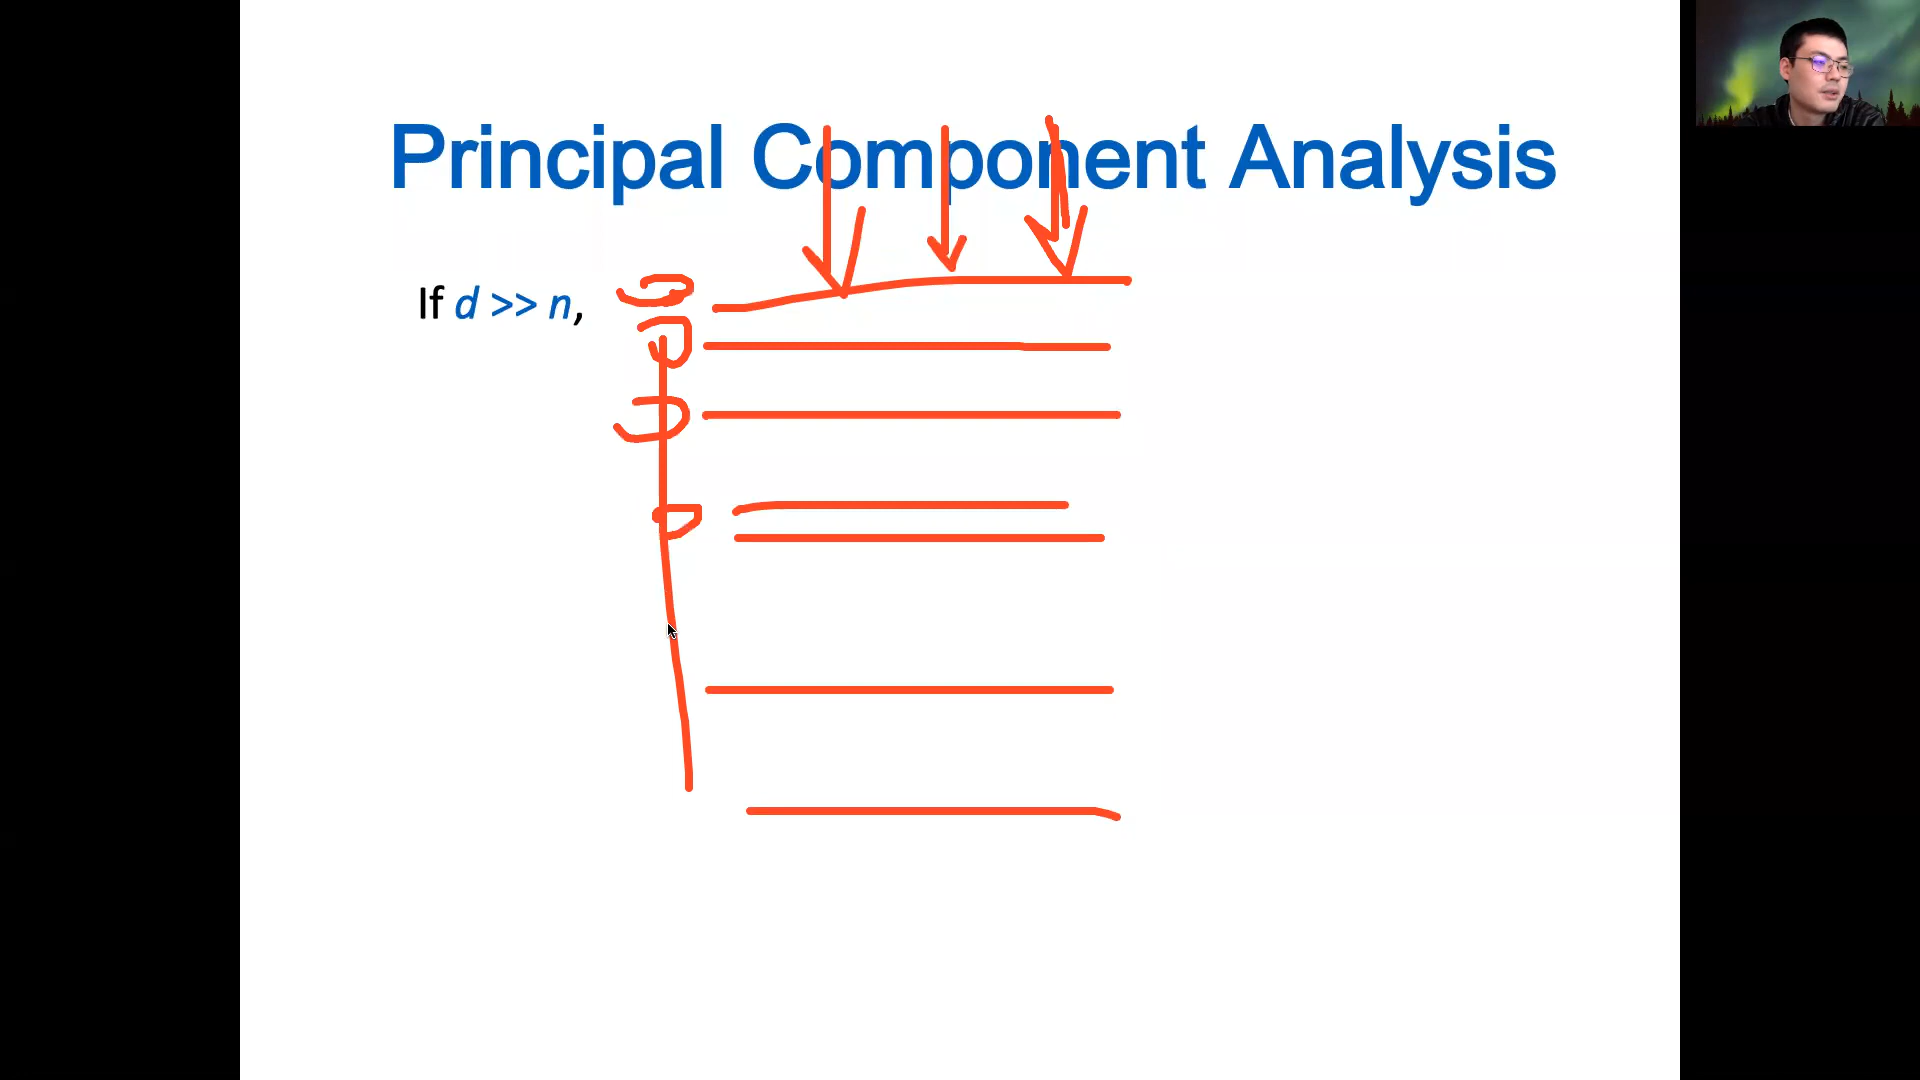 Principal Component Analysis
If d >> n,